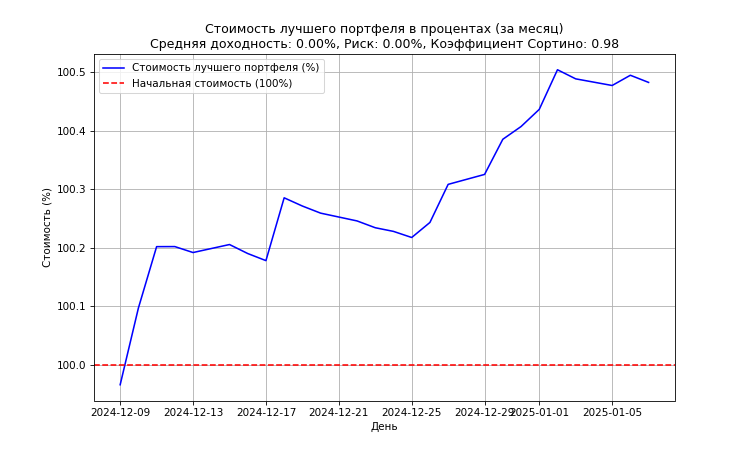 Стоимость лучшего портфеля в процентах (за месяц)
Средняя доходность: 0.00%, Риск: 0.00%, Коэффициент Сортино: 0.98
Стоимость лучшего портфеля (%)
Начальная стоимость (100%)
Стоимость (%)
100.5
100.4
100.3
100.2
100.1
100.0
2024-12-09 2024-12-13 2024-12-17 2024-12-21 2024-12-25 2024-12-29 2025-01-01 2025-01-05
День